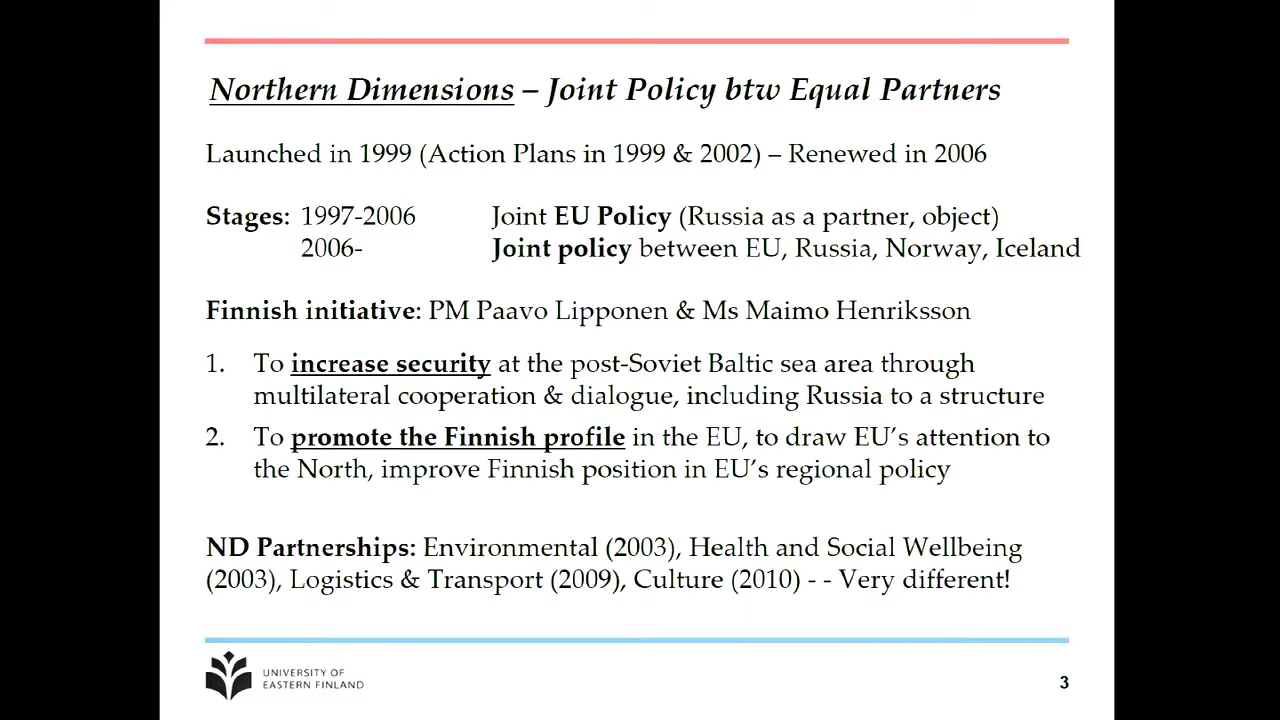 Northern Dimensions – Joint Policy btw Equal Partners
Launched in 1999 (Action Plans in 1999 & 2002) – Renewed in 2006
Stages: 1997-2006 Joint EU Policy (Russia as a partner, object)
2006- Joint policy between EU, Russia, Norway, Iceland
Finnish initiative: PM Paavo Lipponen & Ms Maimo Henriksson
1. To increase security at the post-Soviet Baltic sea area through
multilateral cooperation & dialogue, including Russia to a structure
2. To promote the Finnish profile in the EU, to draw EU's attention to
the North, improve Finnish position in EU's regional policy
ND Partnerships: Environmental (2003), Health and Social Wellbeing
(2003), Logistics & Transport (2009), Culture (2010) - - Very different!
UNIVERSITY OF
EASTERN FINLAND
3